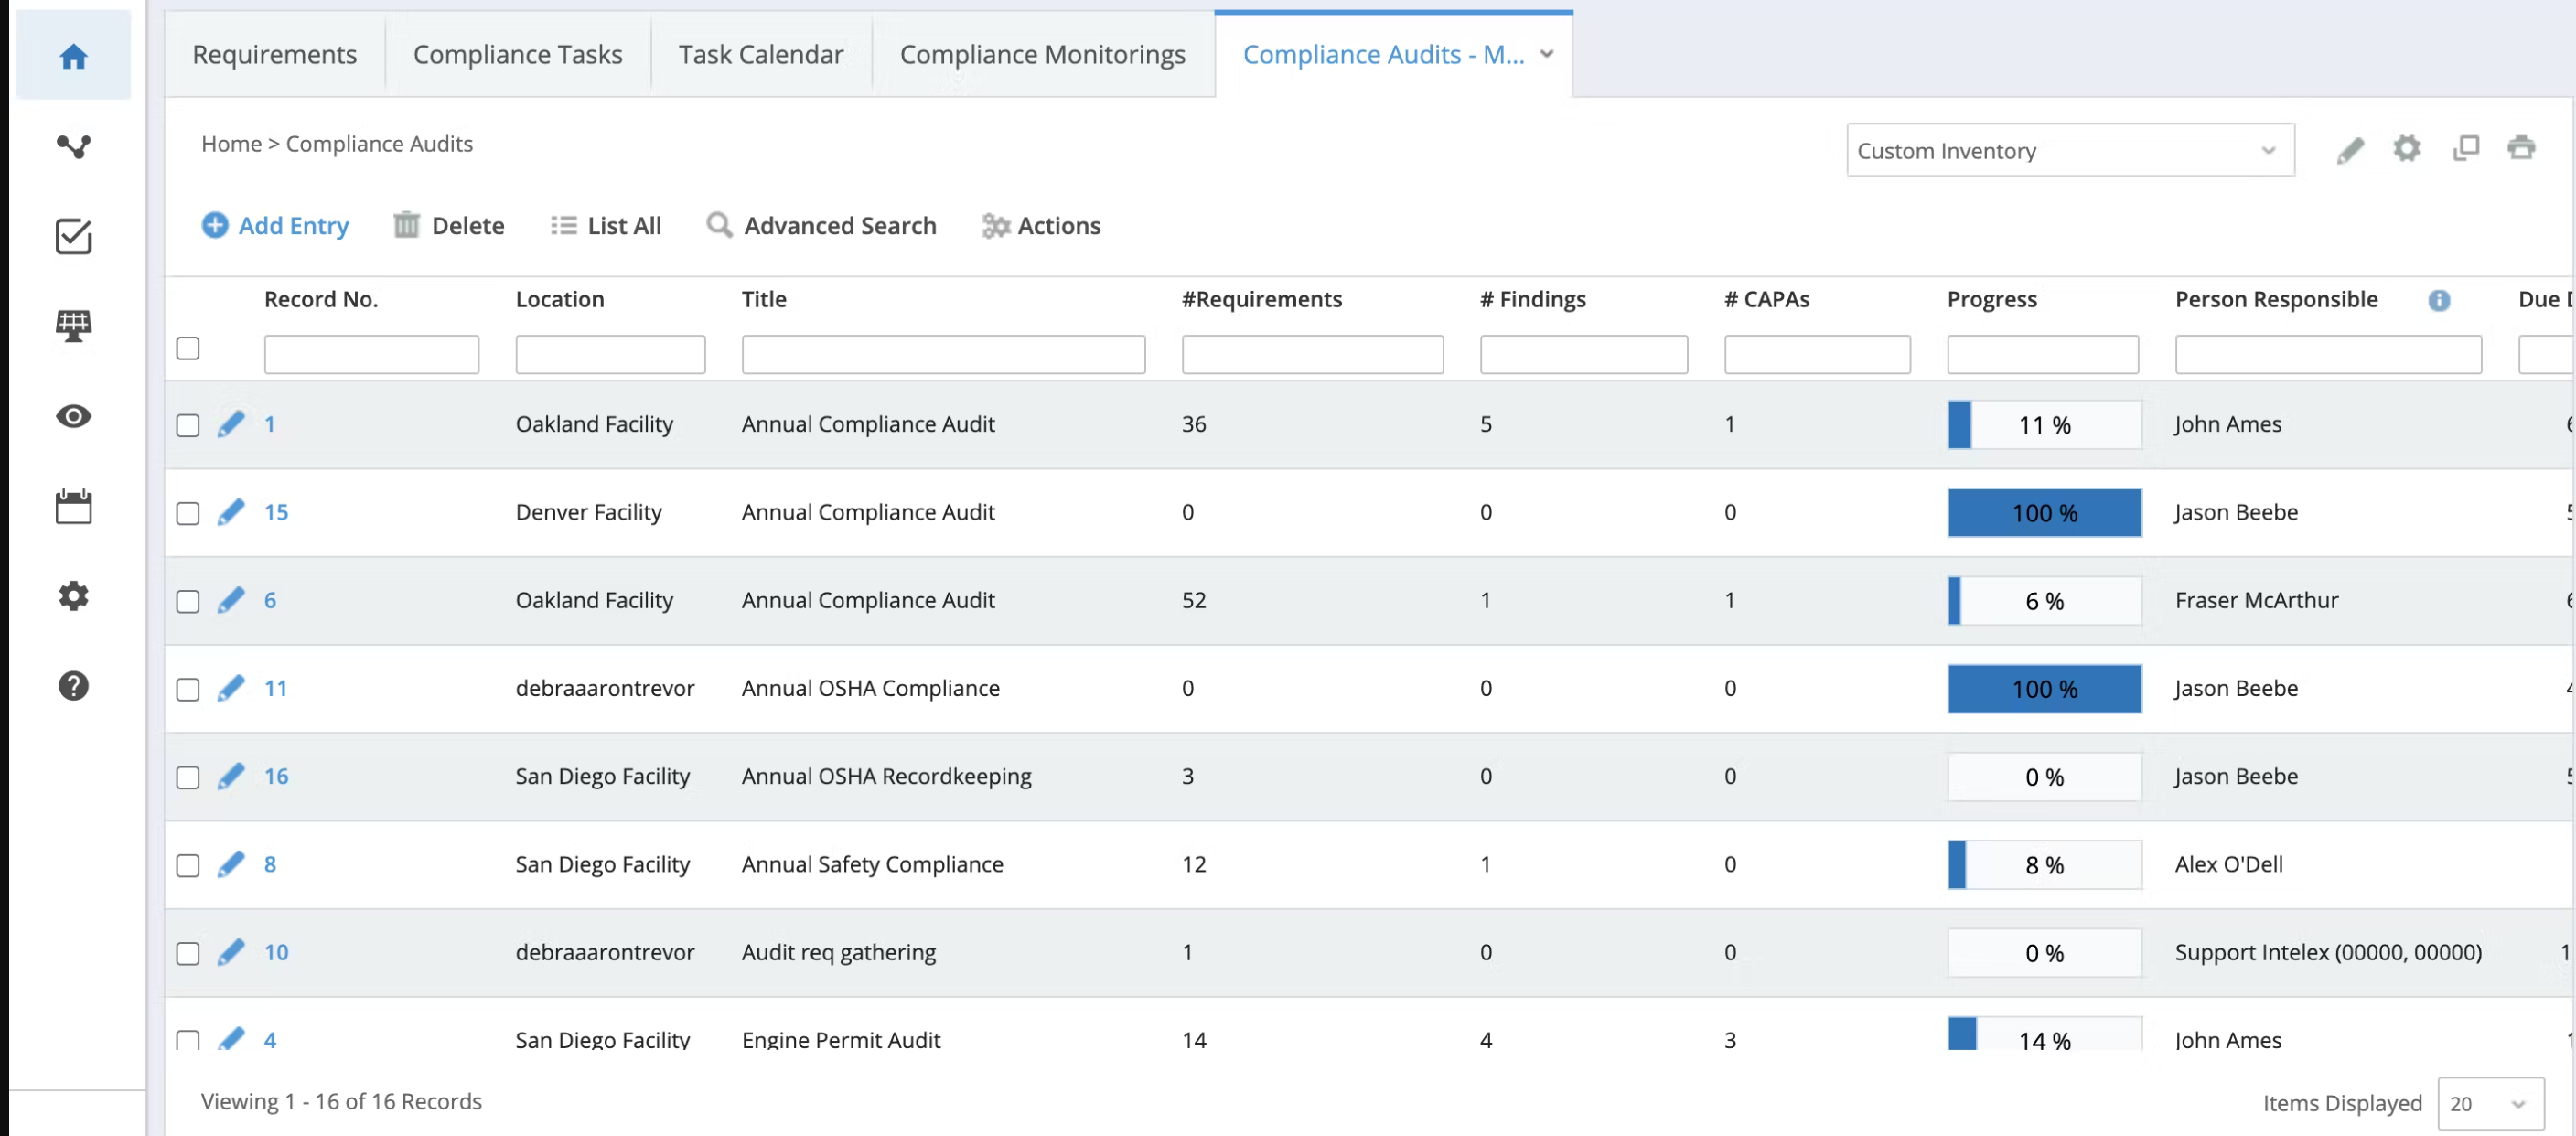 Requirements Compliance Tasks Task Calendar Compliance Monitorings Compliance Audits - M...
Home > Compliance Audits Custom Inventory
Add Entry Delete List All Advanced Search Actions
Record No. Location Title #Requirements # Findings # CAPAs Progress Person Responsible Due
1 Oakland Facility Annual Compliance Audit 36 5 1 11 % John Ames
15 Denver Facility Annual Compliance Audit 0 0 0 100 % Jason Beebe
6 Oakland Facility Annual Compliance Audit 52 1 1 6 % Fraser McArthur
11 debraaarontrevor Annual OSHA Compliance 0 0 0 100 % Jason Beebe
16 San Diego Facility Annual OSHA Recordkeeping 3 0 0 0 % Jason Beebe
8 San Diego Facility Annual Safety Compliance 12 1 0 8 % Alex O'Dell
10 debraaarontrevor Audit req gathering 1 0 0 0 % Support Intelex (00000, 00000) 1
4 San Diego Facility Engine Permit Audit 14 4 3 14 % John Ames
Viewing 1 - 16 of 16 Records Items Displayed 20